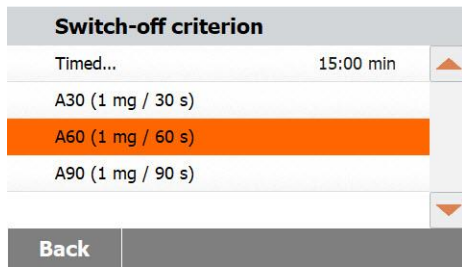 Switch-off criterion
Timed... 15:00 min
A30 (1 mg / 30 s)
A60 (1 mg / 60 s)
A90 (1 mg / 90 s)
Back